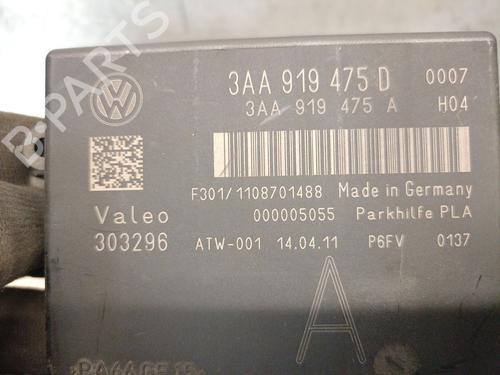 3AA 919 475 D 0007
3AA 919 475 A H04
F301/1108701488 Made in Germany
Valeo 000005055 Parkhilfe PLA
303296 ATW-001 14.04.11 P6FV 0137
A
B-PARTS